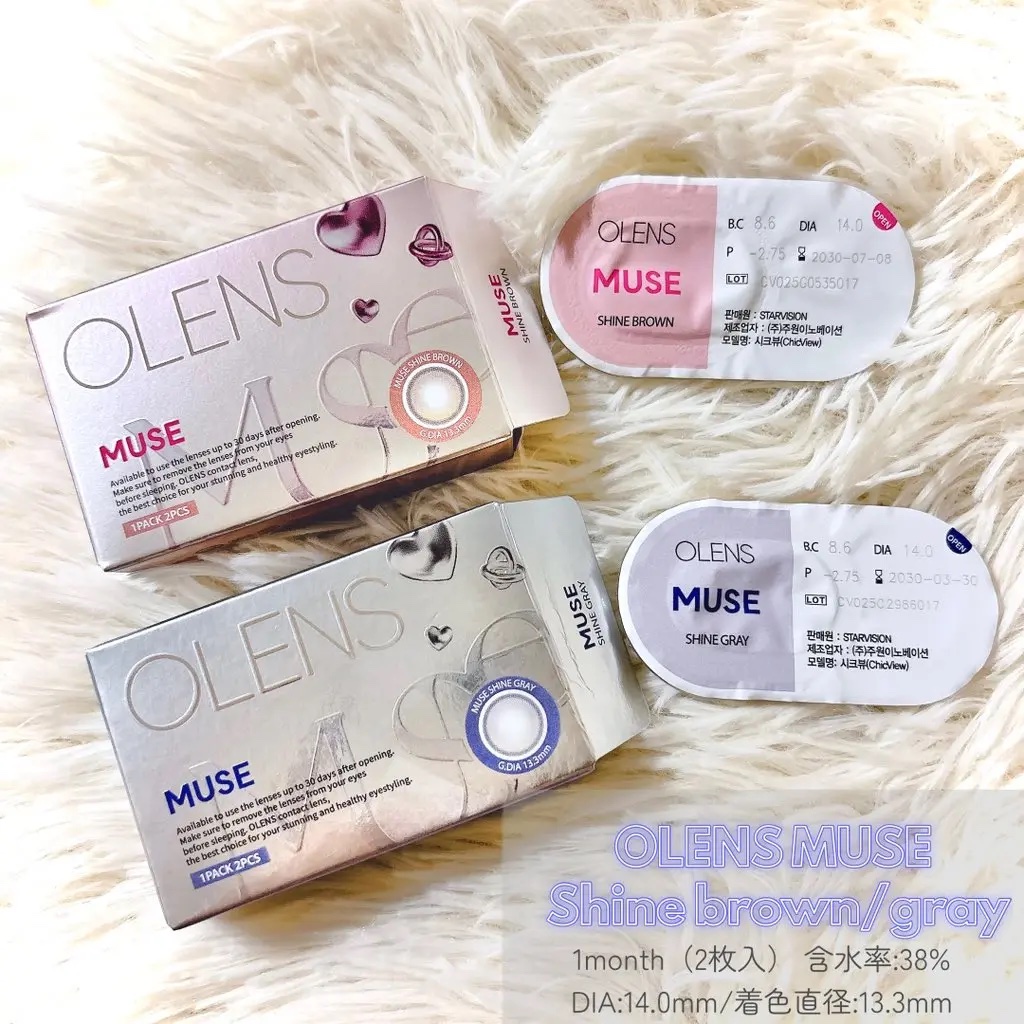 OLENS
MUSE
Available to use the lenses up to 30 days after opening.
Make sure to remove the lenses from your eyes
before sleeping. OLENS contact lens,
the best choice for your stunning and healthy eyestyling.
1PACK 2PCS
MUSE SHINE BROWN
G.DIA 13.3mm
MUSE
SHINE BROWN
OLENS
MUSE
SHINE BROWN
B.C 8.6 DIA 14.0
OPEN
P -2.75 2030-07-08
LOT CV025C0535017
판매원 : STARVISION
제조업자 : (주)주원이노베이션
모델명: 시크뷰(ChicView)
OLENS
MUSE
Available to use the lenses up to 30 days after opening.
Make sure to remove the lenses from your eyes
before sleeping. OLENS contact lens,
the best choice for your stunning and healthy eyestyling.
1PACK 2PCS
MUSE SHINE GRAY
G.DIA 13.3mm
MUSE
SHINE GRAY
OLENS
MUSE
SHINE GRAY
B.C 8.6 DIA 14.0
OPEN
P -2.75 2030-03-30
LOT CV025C2986017
판매원 : STARVISION
제조업자 : (주)주원이노베이션
모델명: 시크뷰(ChicView)
OLENS MUSE
Shine brown/gray
1month（2枚入） 含水率:38%
DIA:14.0mm/着色直径:13.3mm